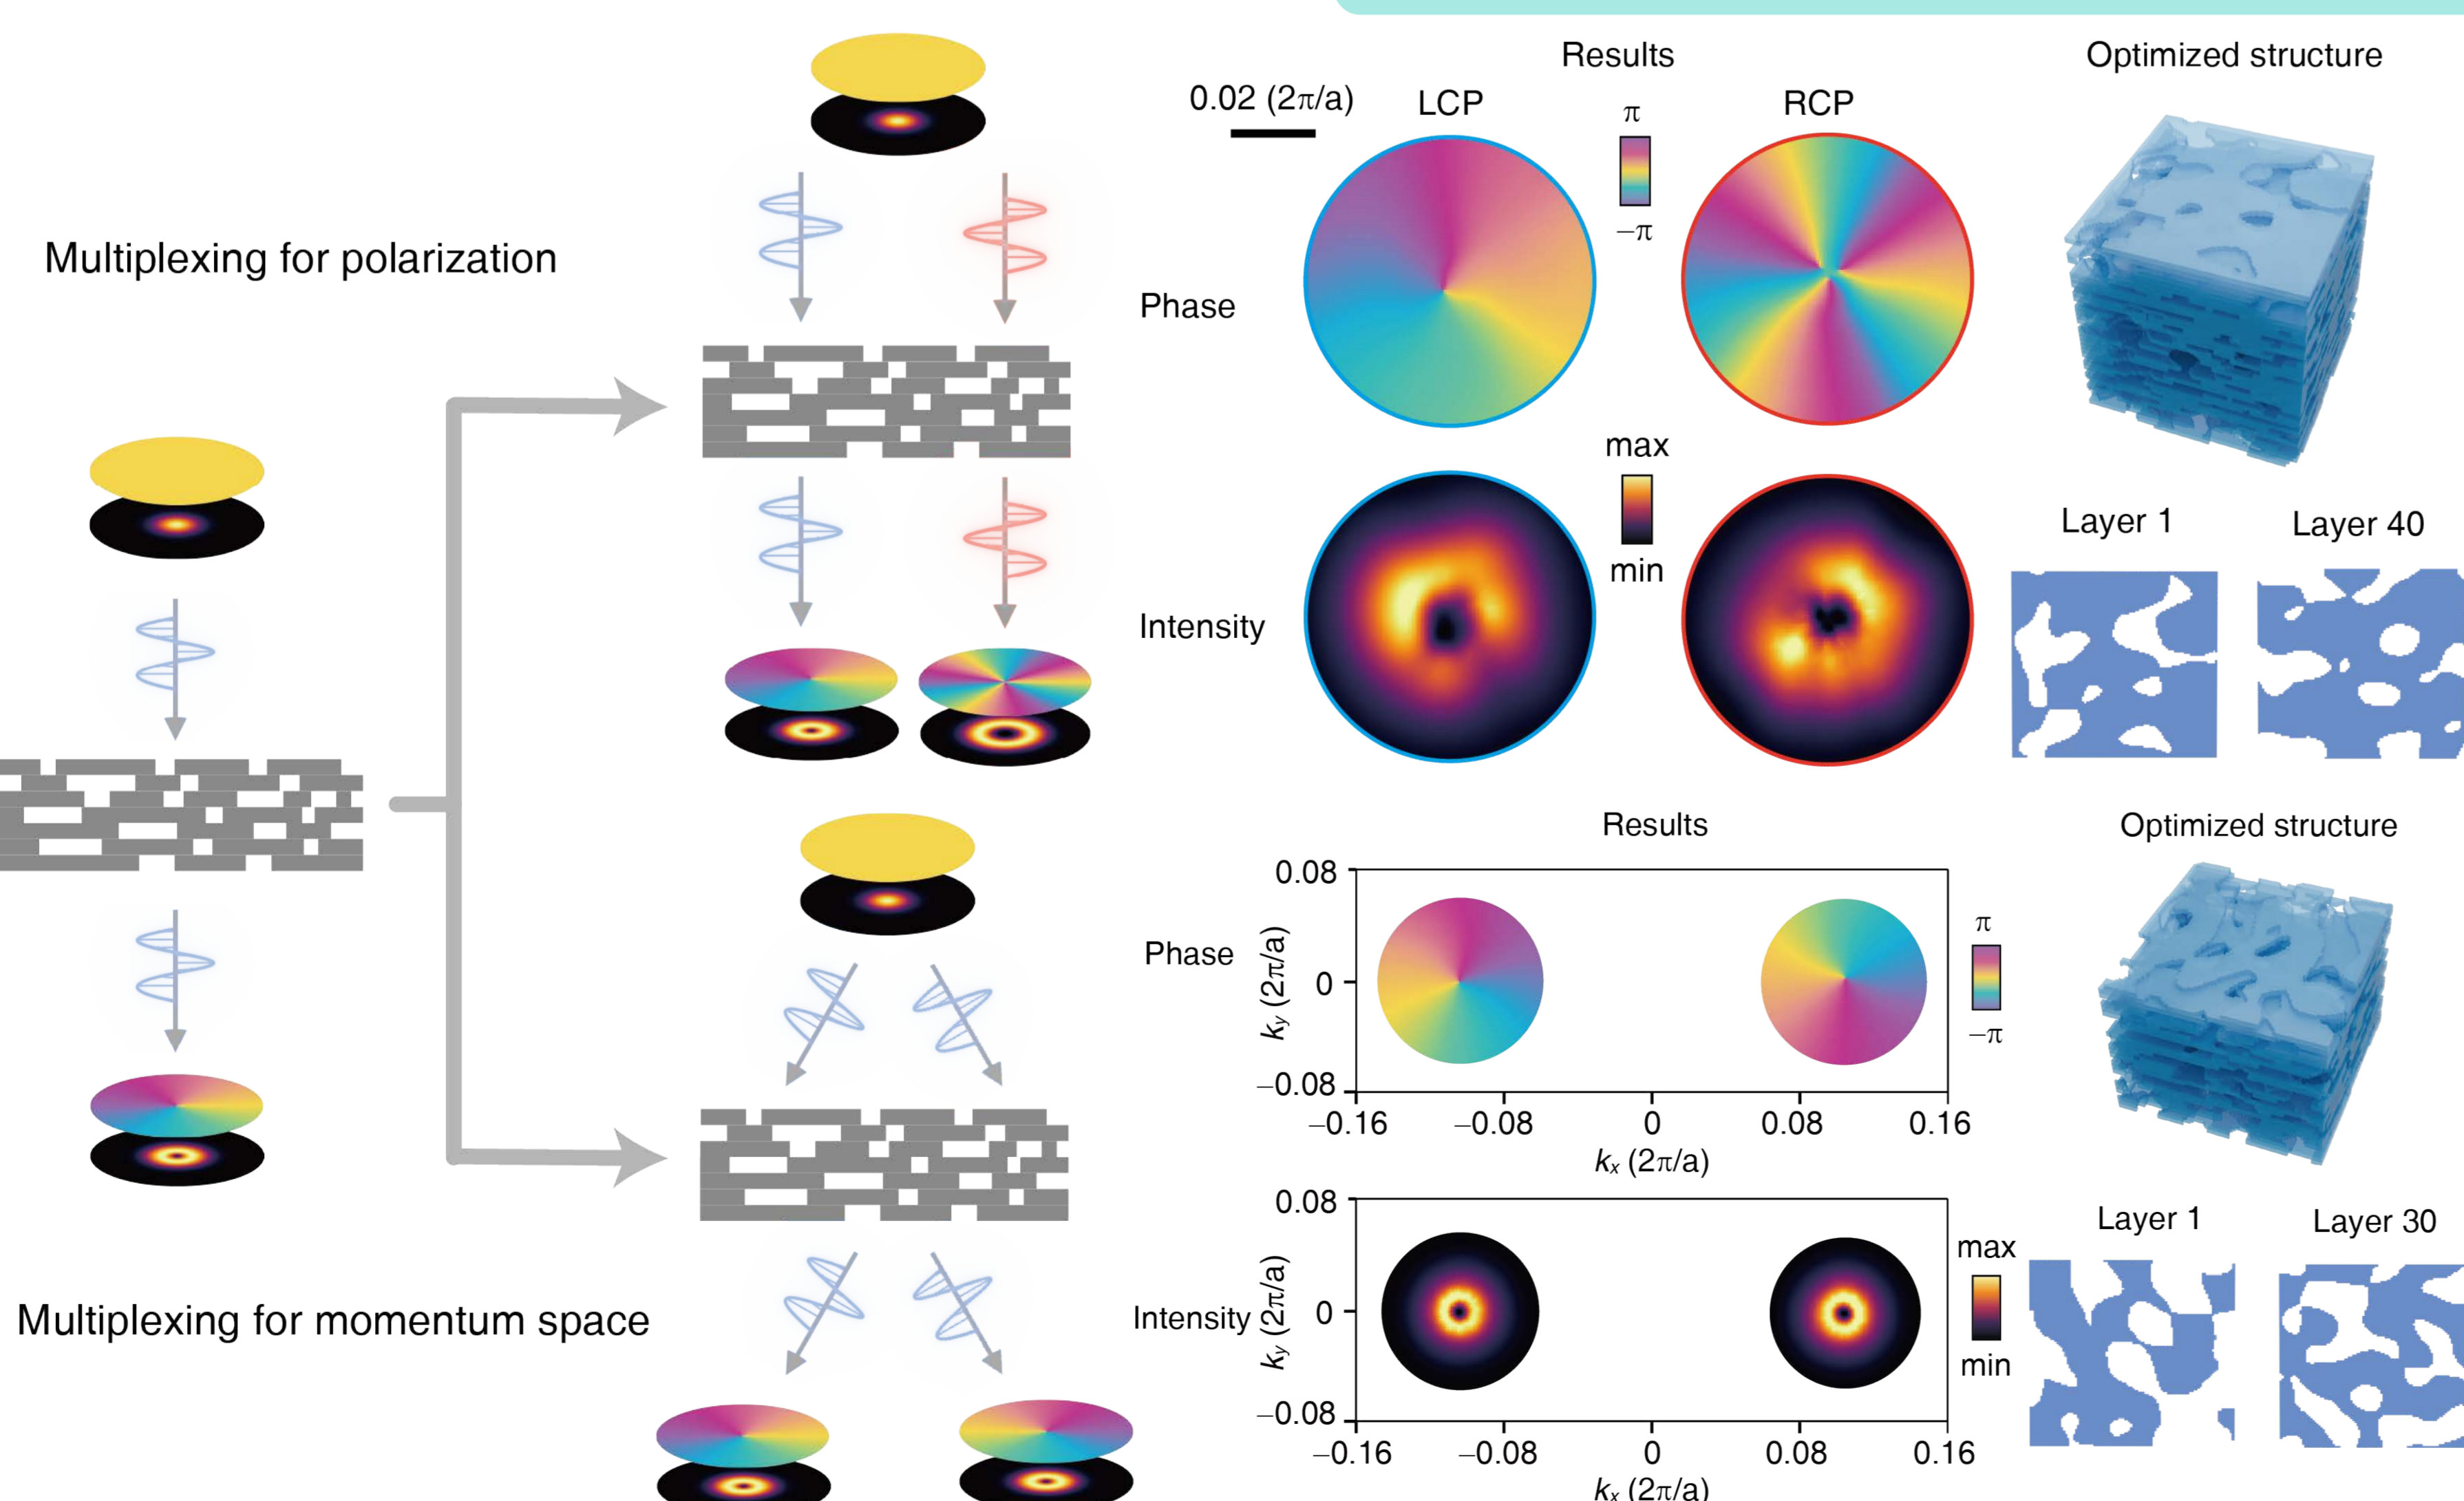 Multiplexing for polarization
Multiplexing for momentum space
Results
Optimized structure
0.02 (2π/a)
LCP
π
−π
RCP
Phase
max
min
Intensity
Layer 1
Layer 40
Results
Optimized structure
Phase
0.08
0
−0.08
ky (2π/a)
−0.16
−0.08
0
0.08
0.16
kx (2π/a)
π
−π
Layer 1
Layer 30
Intensity
0.08
0
−0.08
ky (2π/a)
max
min
−0.16
−0.08
0
0.08
0.16
kx (2π/a)